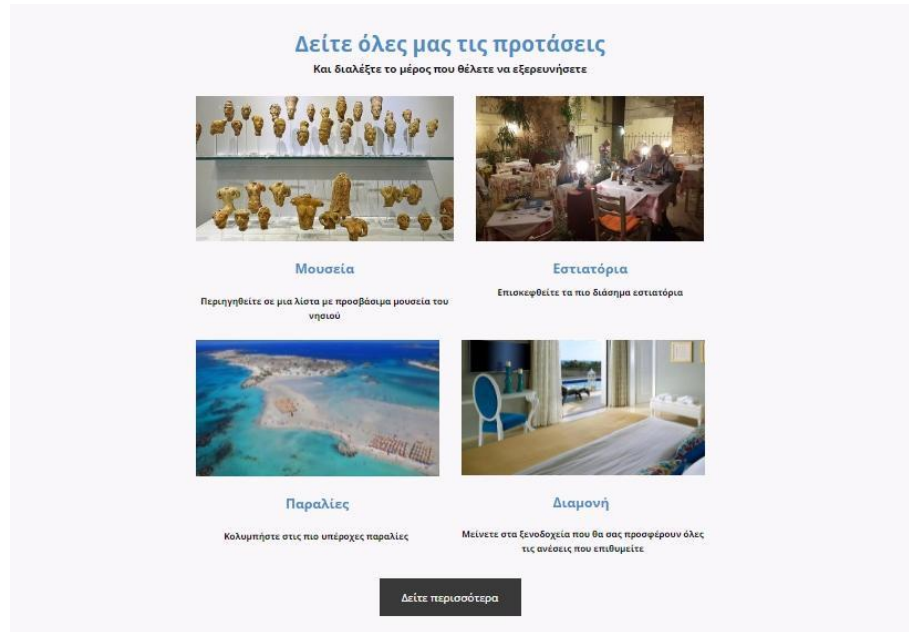 Δείτε όλες μας τις προτάσεις
Και διαλέξτε το μέρος που θέλετε να εξερευνήσετε
Μουσεία
Περιηγηθείτε σε μια λίστα με προσβάσιμα μουσεία του
νησιού
Εστιατόρια
Επισκεφθείτε τα πιο διάσημα εστιατόρια
Παραλίες
Κολυμπήστε στις πιο υπέροχες παραλίες
Διαμονή
Μείνετε στα ξενοδοχεία που θα σας προσφέρουν όλες
τις ανέσεις που επιθυμείτε
Δείτε περισσότερα